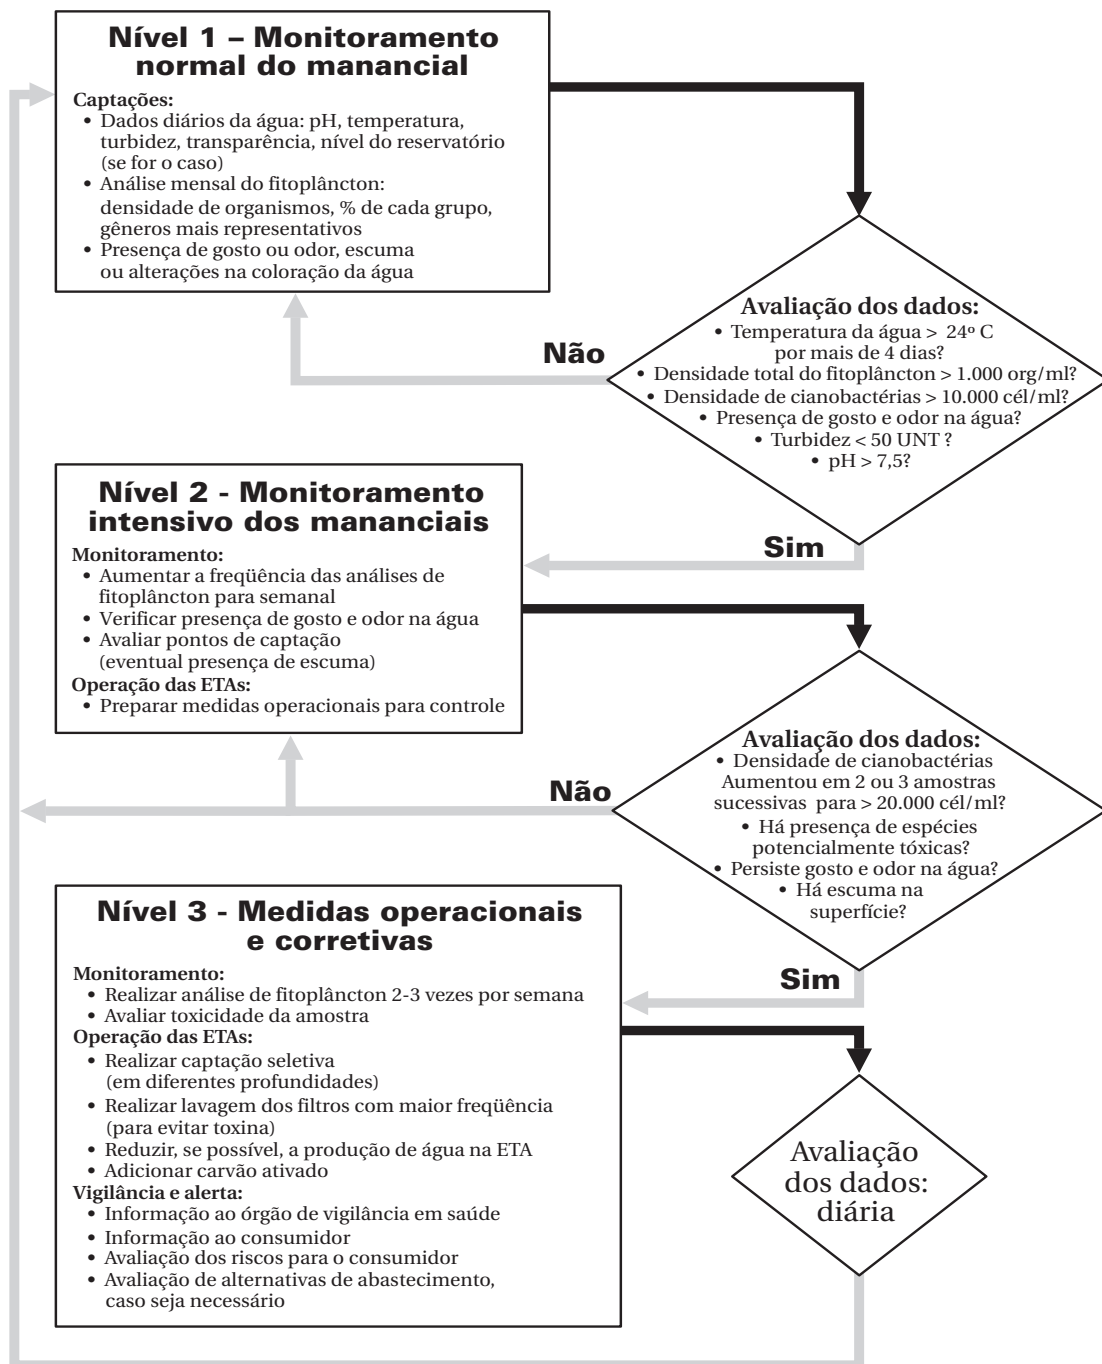 Nível 1 – Monitoramento
normal do manancial
Captações:
• Dados diários da água: pH, temperatura,
turbidez, transparência, nível do reservatório
(se for o caso)
• Análise mensal do fitoplâncton:
densidade de organismos, % de cada grupo,
gêneros mais representativos
• Presença de gosto ou odor, escuma
ou alterações na coloração da água
Avaliação dos dados:
• Temperatura da água > 24º C
por mais de 4 dias?
• Densidade total do fitoplâncton > 1.000 org/ml?
• Densidade de cianobactérias > 10.000 cél/ml?
• Presença de gosto e odor na água?
• Turbidez < 50 UNT ?
• pH > 7,5?
Não
Sim
Nível 2 - Monitoramento
intensivo dos mananciais
Monitoramento:
• Aumentar a freqüência das análises de
fitoplâncton para semanal
• Verificar presença de gosto e odor na água
• Avaliar pontos de captação
(eventual presença de escuma)
Operação das ETAs:
• Preparar medidas operacionais para controle
Avaliação dos dados:
• Densidade de cianobactérias
Aumentou em 2 ou 3 amostras
sucessivas para > 20.000 cél/ml?
• Há presença de espécies
potencialmente tóxicas?
• Persiste gosto e odor na água?
• Há escuma na
superfície?
Não
Sim
Nível 3 - Medidas operacionais
e corretivas
Monitoramento:
• Realizar análise de fitoplâncton 2-3 vezes por semana
• Avaliar toxicidade da amostra
Operação das ETAs:
• Realizar captação seletiva
(em diferentes profundidades)
• Realizar lavagem dos filtros com maior freqüência
(para evitar toxina)
• Reduzir, se possível, a produção de água na ETA
• Adicionar carvão ativado
Vigilância e alerta:
• Informação ao órgão de vigilância em saúde
• Informação ao consumidor
• Avaliação dos riscos para o consumidor
• Avaliação de alternativas de abastecimento,
caso seja necessário
Avaliação
dos dados:
diária